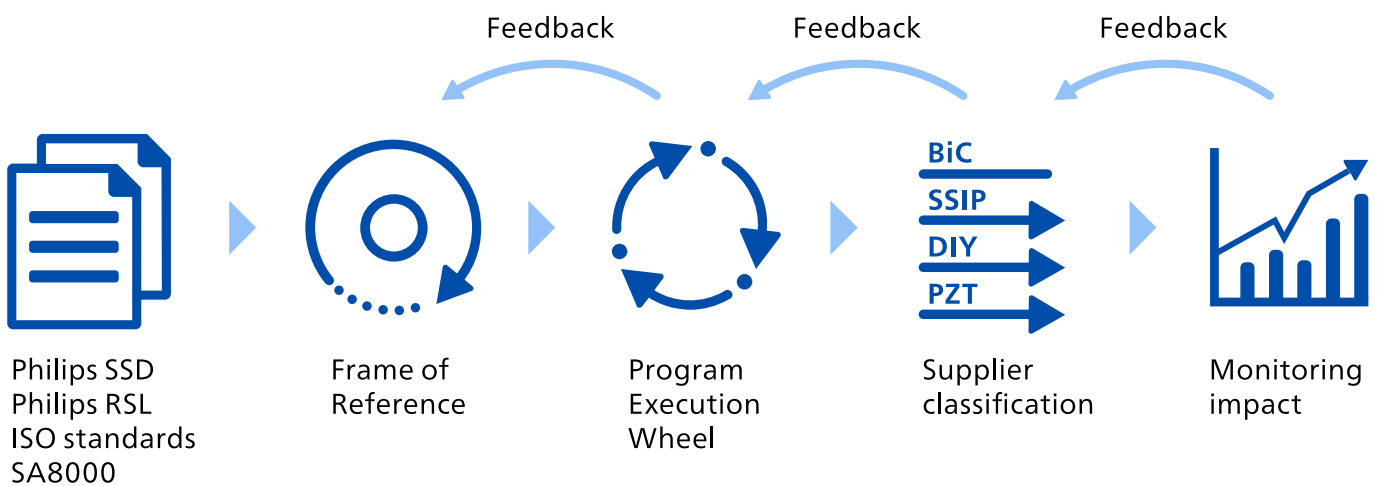 Feedback
Feedback
Feedback
BiC
SSIP
DIY
PZT
Philips SSD
Philips RSL
ISO standards
SA8000
Frame of
Reference
Program
Execution
Wheel
Supplier
classification
Monitoring
impact